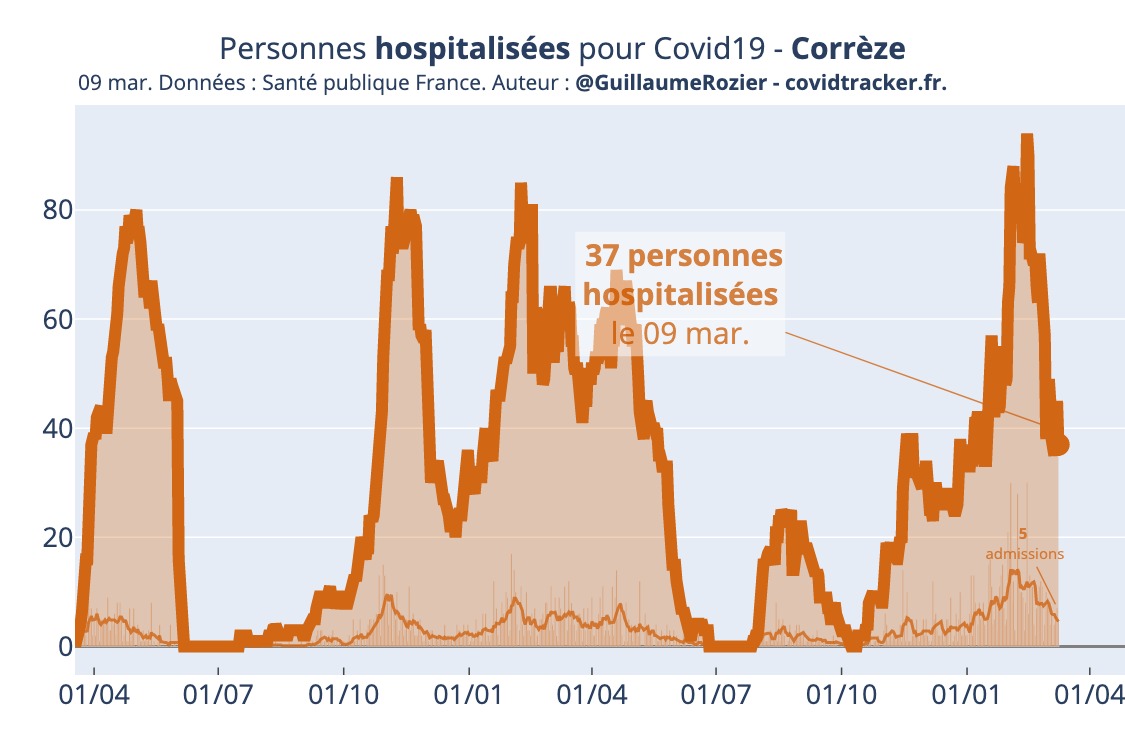 Personnes hospitalisées pour Covid19 - Corrèze
09 mar. Données : Santé publique France. Auteur : @GuillaumeRozier - covidtracker.fr.
80
60
40
20
0
37 personnes
hospitalisées
le 09 mar.
5
admissions
01/04 01/07 01/10 01/01 01/04 01/07 01/10 01/01 01/04